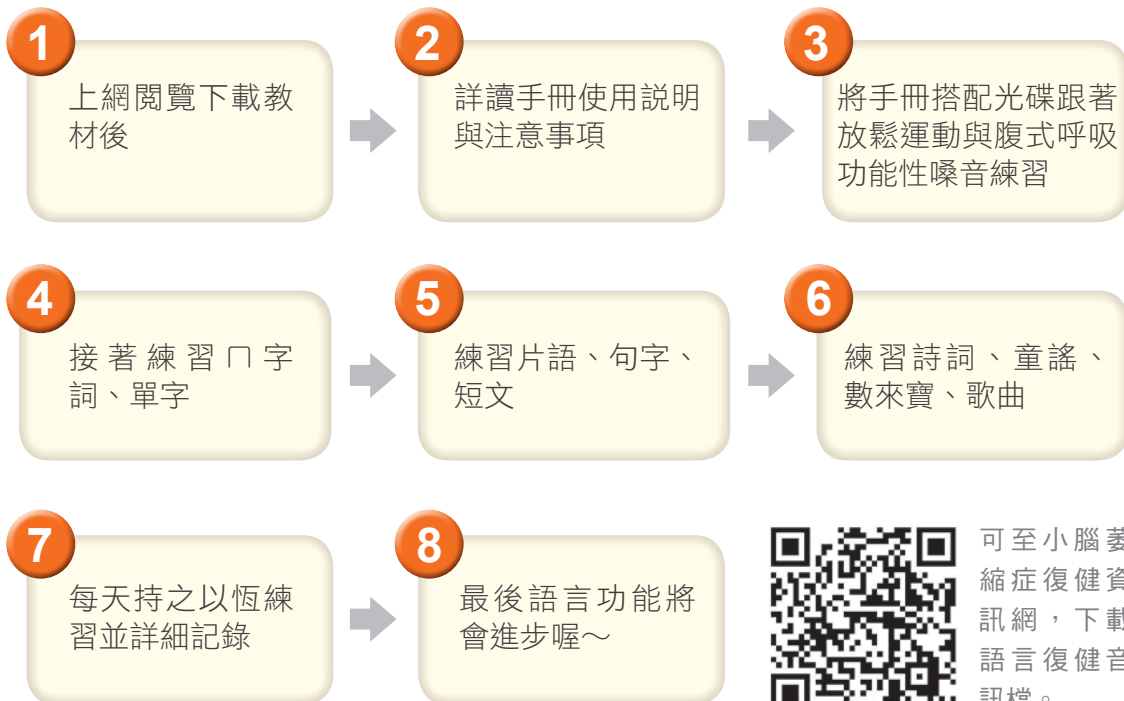 1
上網閱覽下載教
材後
2
詳讀手冊使用說明
與注意事項
3
將手冊搭配光碟跟著
放鬆運動與腹式呼吸
功能性嗓音練習
4
接著練習ㄇ字
詞、單字
5
練習片語、句字、
短文
6
練習詩詞、童謠、
數來寶、歌曲
7
每天持之以恆練
習並詳細記錄
8
最後語言功能將
會進步喔～
可至小腦萎
縮症復健資
訊網，下載
語言復健音
訊檔。